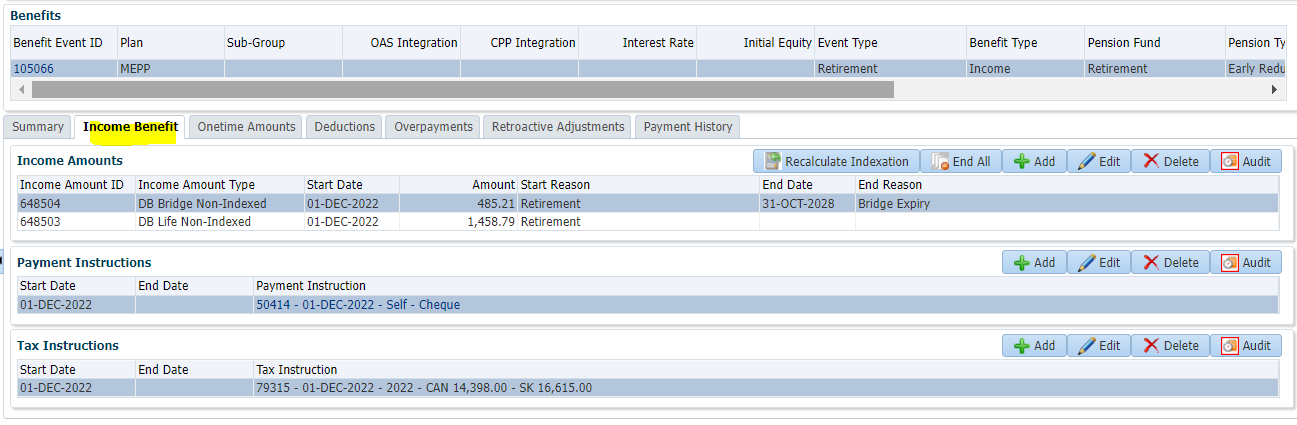 Benefits
Benefit Event ID Plan Sub-Group OAS Integration CPP Integration Interest Rate Initial Equity Event Type Benefit Type Pension Fund Pension Ty
105066 MEPP Retirement Income Retirement Early Redu
Summary Income Benefit Onetime Amounts Deductions Overpayments Retroactive Adjustments Payment History
Income Amounts Recalculate Indexation End All Add Edit Delete Audit
Income Amount ID Income Amount Type Start Date Amount Start Reason End Date End Reason
648504 DB Bridge Non-Indexed 01-DEC-2022 485.21 Retirement 31-OCT-2028 Bridge Expiry
648503 DB Life Non-Indexed 01-DEC-2022 1,458.79 Retirement
Payment Instructions Add Edit Delete Audit
Start Date End Date Payment Instruction
01-DEC-2022 50414 - 01-DEC-2022 - Self - Cheque
Tax Instructions Add Edit Delete Audit
Start Date End Date Tax Instruction
01-DEC-2022 79315 - 01-DEC-2022 - 2022 - CAN 14,398.00 - SK 16,615.00